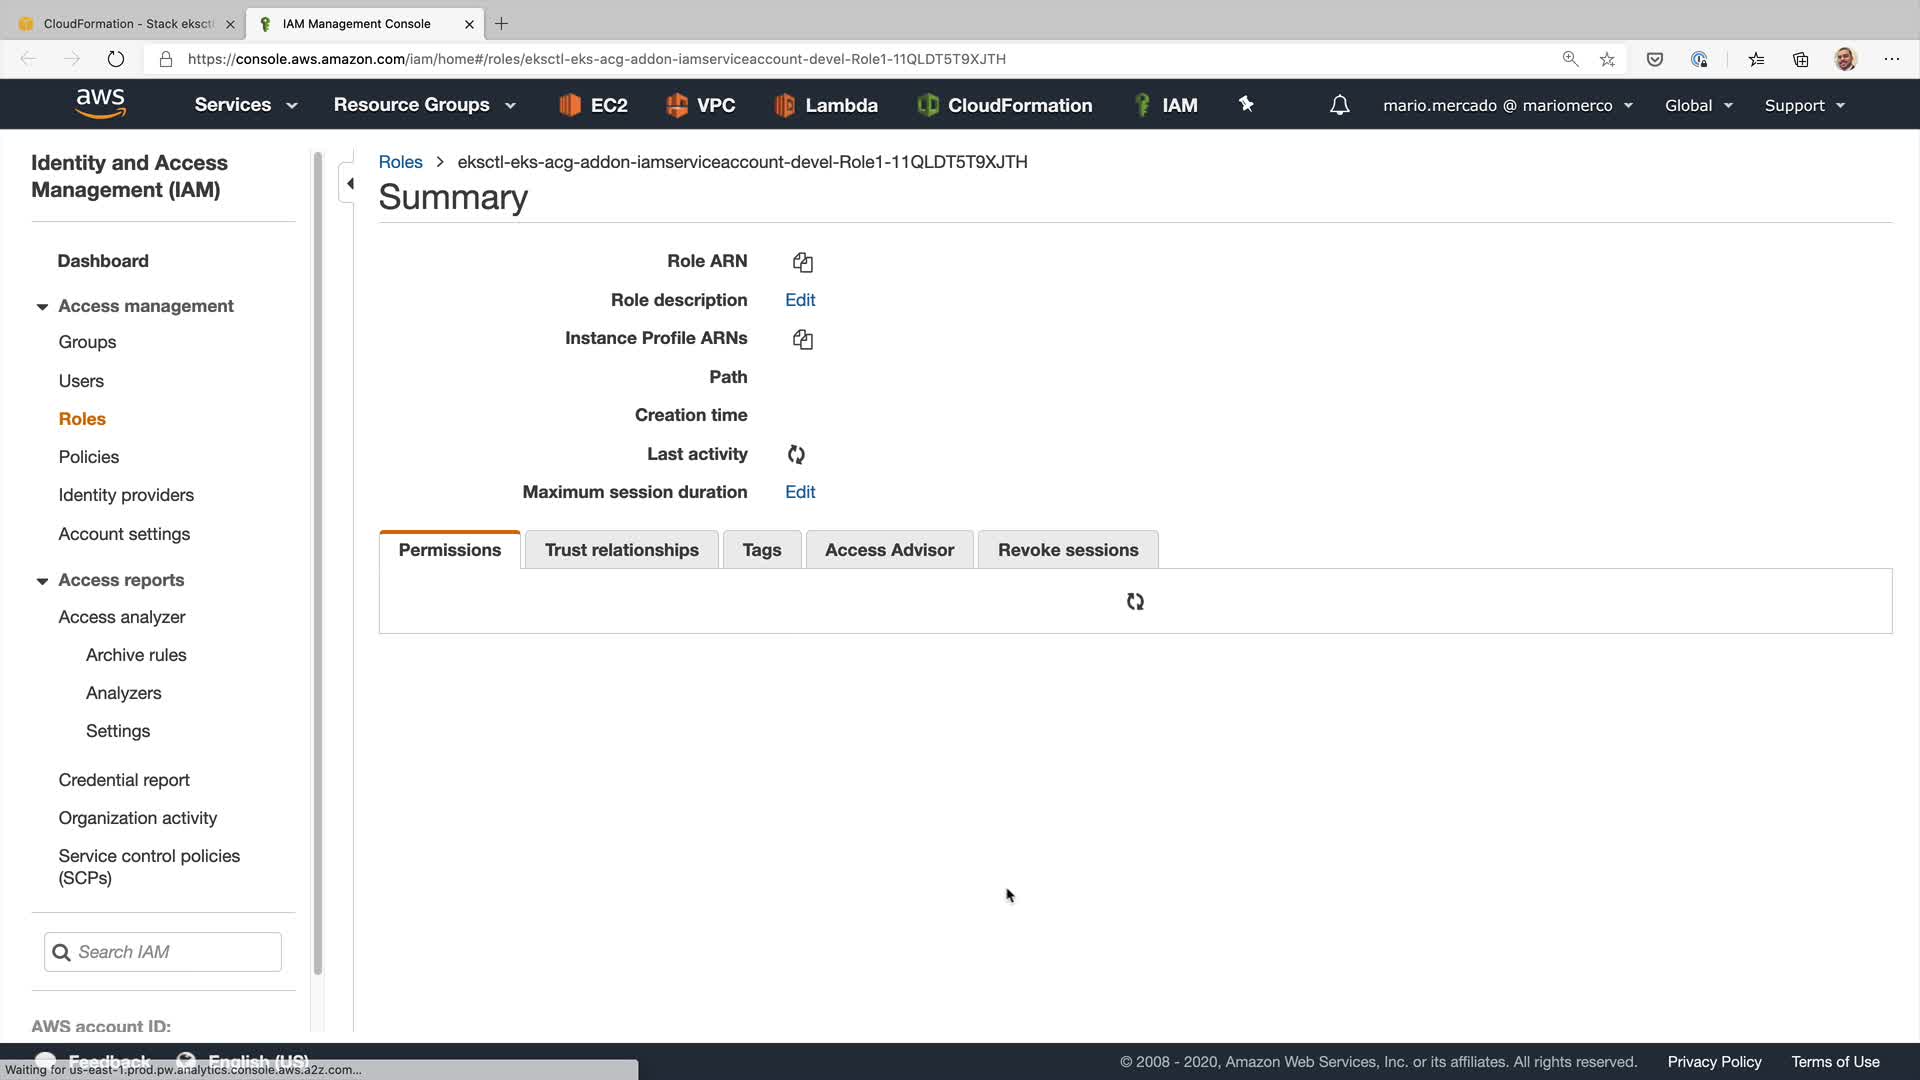 CloudFormation - Stack eksctl
IAM Management Console
https://console.aws.amazon.com/iam/home#/roles/eksctl-eks-acg-addon-iamserviceaccount-devel-Role1-11QLDT5T9XJTH
aws
Services
Resource Groups
EC2
VPC
Lambda
CloudFormation
IAM
mario.mercado @ mariomerco
Global
Support
Identity and Access
Management (IAM)
Dashboard
Access management
Groups
Users
Roles
Policies
Identity providers
Account settings
Access reports
Access analyzer
Archive rules
Analyzers
Settings
Credential report
Organization activity
Service control policies
(SCPs)
Search IAM
AWS account ID:
Roles > eksctl-eks-acg-addon-iamserviceaccount-devel-Role1-11QLDT5T9XJTH
Summary
Role ARN
Role description Edit
Instance Profile ARNs
Path
Creation time
Last activity
Maximum session duration Edit
Permissions
Trust relationships
Tags
Access Advisor
Revoke sessions
Feedback
English (US)
Waiting for us-east-1.prod.pw.analytics.console.aws.a2z.com...
© 2008 - 2020, Amazon Web Services, Inc. or its affiliates. All rights reserved.
Privacy Policy
Terms of Use